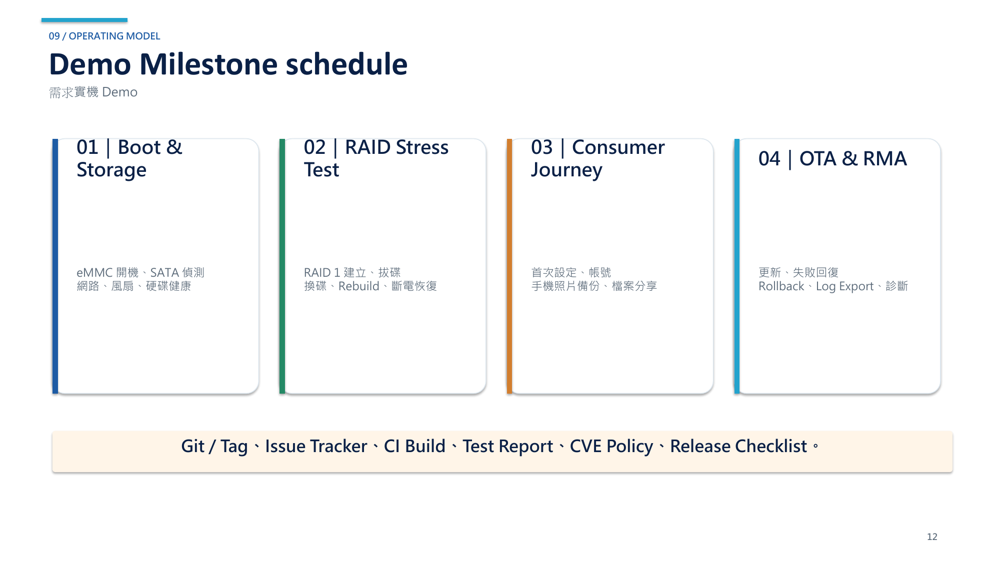 09 / OPERATING MODEL
Demo Milestone schedule
需求實機 Demo
01｜Boot &
Storage
eMMC 開機、SATA 偵測
網路、風扇、硬碟健康
02｜RAID Stress
Test
RAID 1 建立、拔碟
換碟、Rebuild、斷電恢復
03｜Consumer
Journey
首次設定、帳號
手機照片備份、檔案分享
04｜OTA & RMA
更新、失敗回復
Rollback、Log Export、診斷
Git / Tag、Issue Tracker、CI Build、Test Report、CVE Policy、Release Checklist。
12